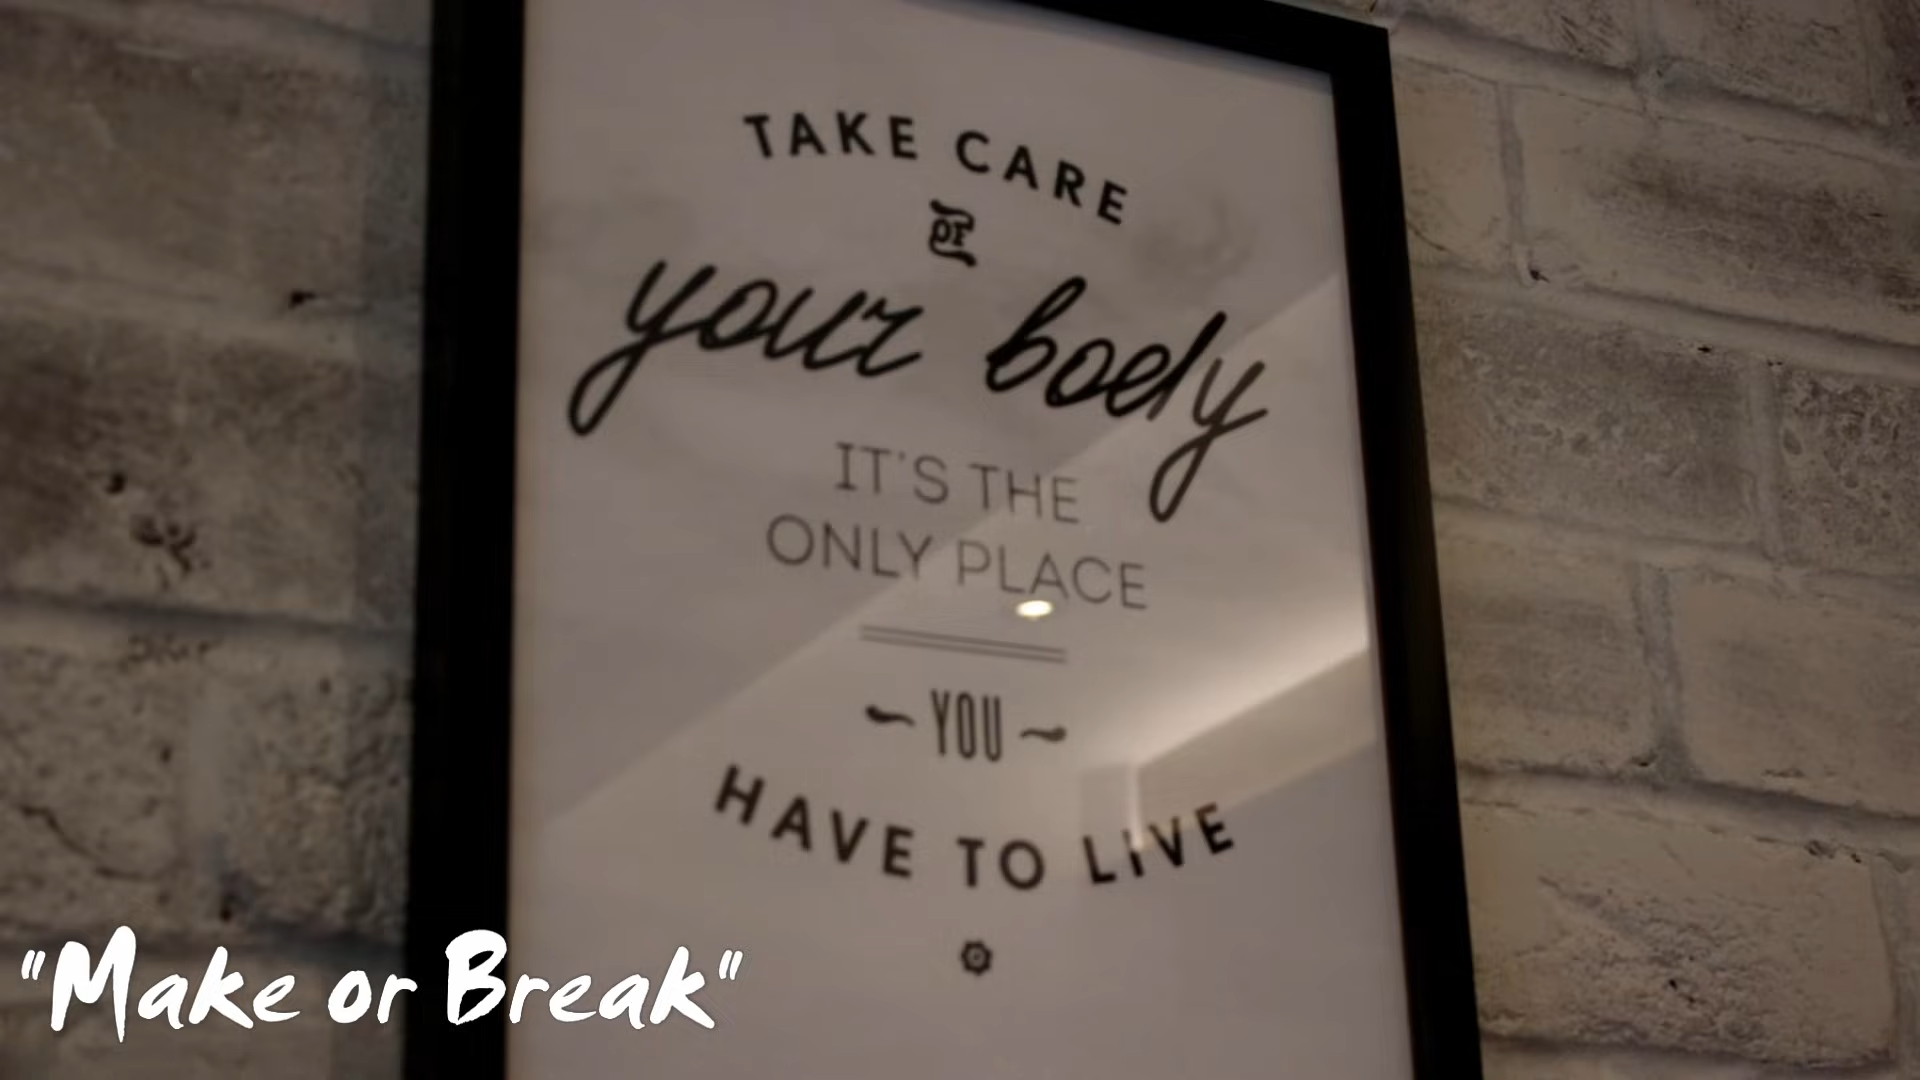 TAKE CARE
OF
your body
IT'S THE
ONLY PLACE
YOU
HAVE TO LIVE
"Make or Break"